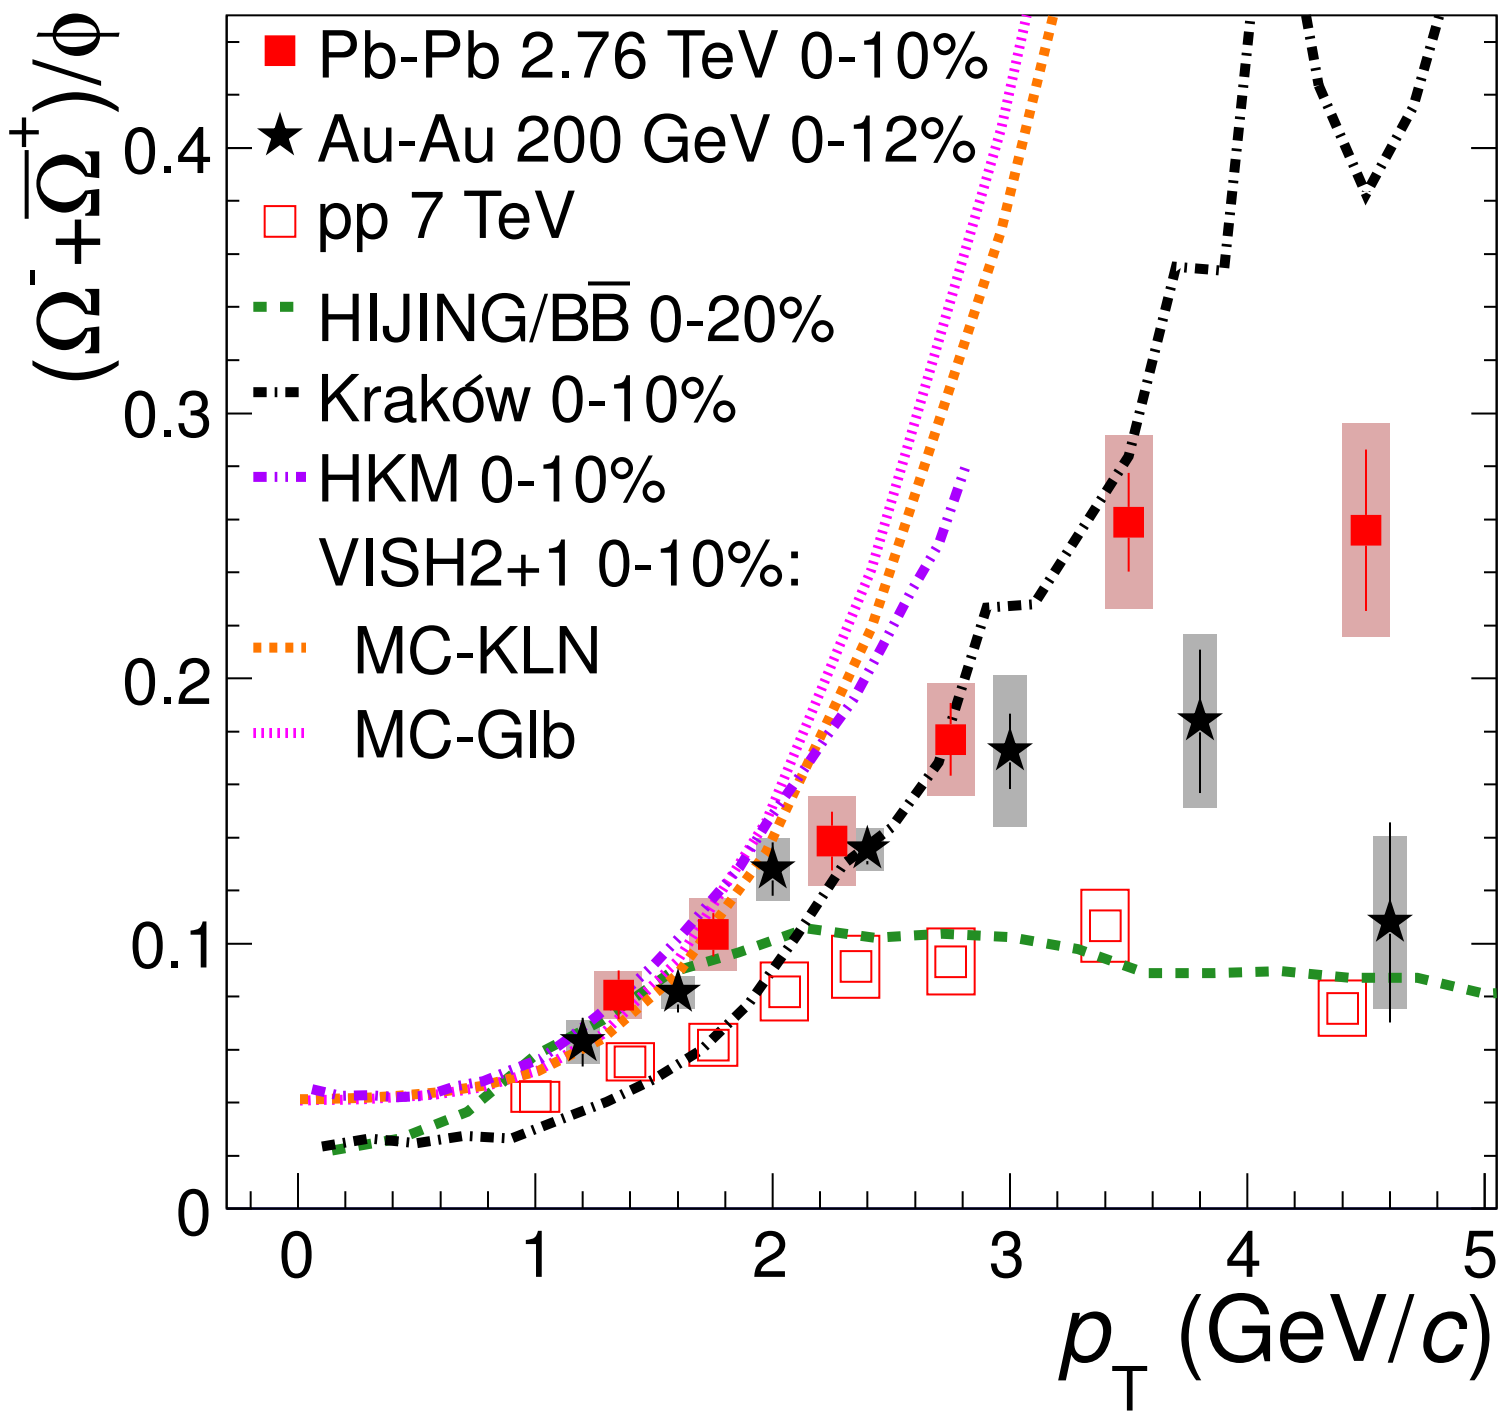 (Ω⁻+Ω̅⁺)/ϕ
Pb-Pb 2.76 TeV 0-10%
Au-Au 200 GeV 0-12%
pp 7 TeV
HIJING/BB̅ 0-20%
Kraków 0-10%
HKM 0-10%
VISH2+1 0-10%:
MC-KLN
MC-Glb
0.4
0.3
0.2
0.1
0
0 1 2 3 4 5
p_T (GeV/c)